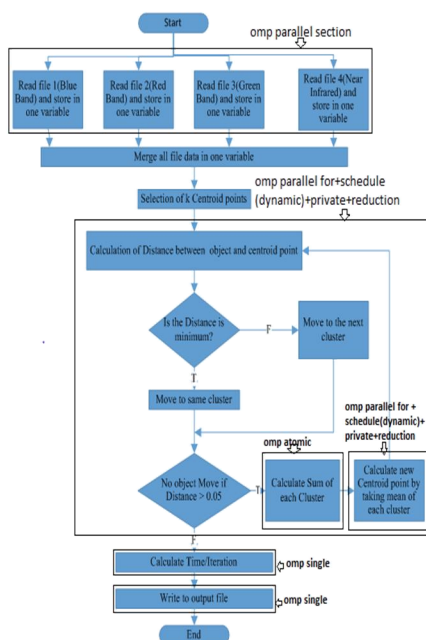 Start
omp parallel section
Read file 1(Blue
Band) and store in
one variable
Read file 2(Red
Band) and store in
one variable
Read file 3(Green
Band) and store in
one variable
Read file 4(Near
Infrared) and
store in one
variable
Merge all file data in one variable
omp parallel for+schedule
(dynamic)+private+reduction
Selection of k Centroid points
Calculation of Distance between object and centroid point
Is the Distance is
minimum?
F
Move to the next
cluster
T
Move to same cluster
omp parallel for +
schedule(dynamic)+
private+reduction
omp atomic
No object Move if
Distance > 0.05
T
Calculate Sum of
each Cluster
Calculate new
Centroid point by
taking mean of
each cluster
F
Calculate Time/Iteration
omp single
Write to output file
omp single
End